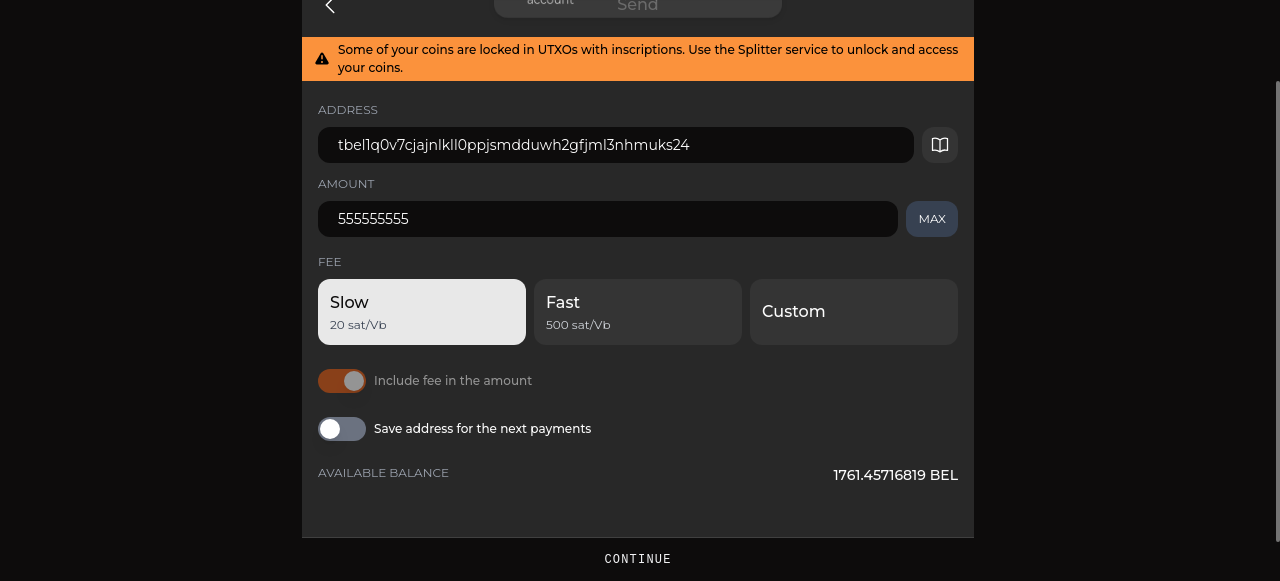 account
Send
Some of your coins are locked in UTXOs with inscriptions. Use the Splitter service to unlock and access
your coins.
ADDRESS
tbel1q0v7cjajnlkll0ppjsmdduwh2gfjml3nhmuks24
AMOUNT
555555555
MAX
FEE
Slow
20 sat/Vb
Fast
500 sat/Vb
Custom
Include fee in the amount
Save address for the next payments
AVAILABLE BALANCE
1761.45716819 BEL
CONTINUE